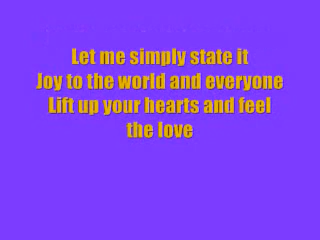 Let me simply state it
Joy to the world and everyone
Lift up your hearts and feel
the love